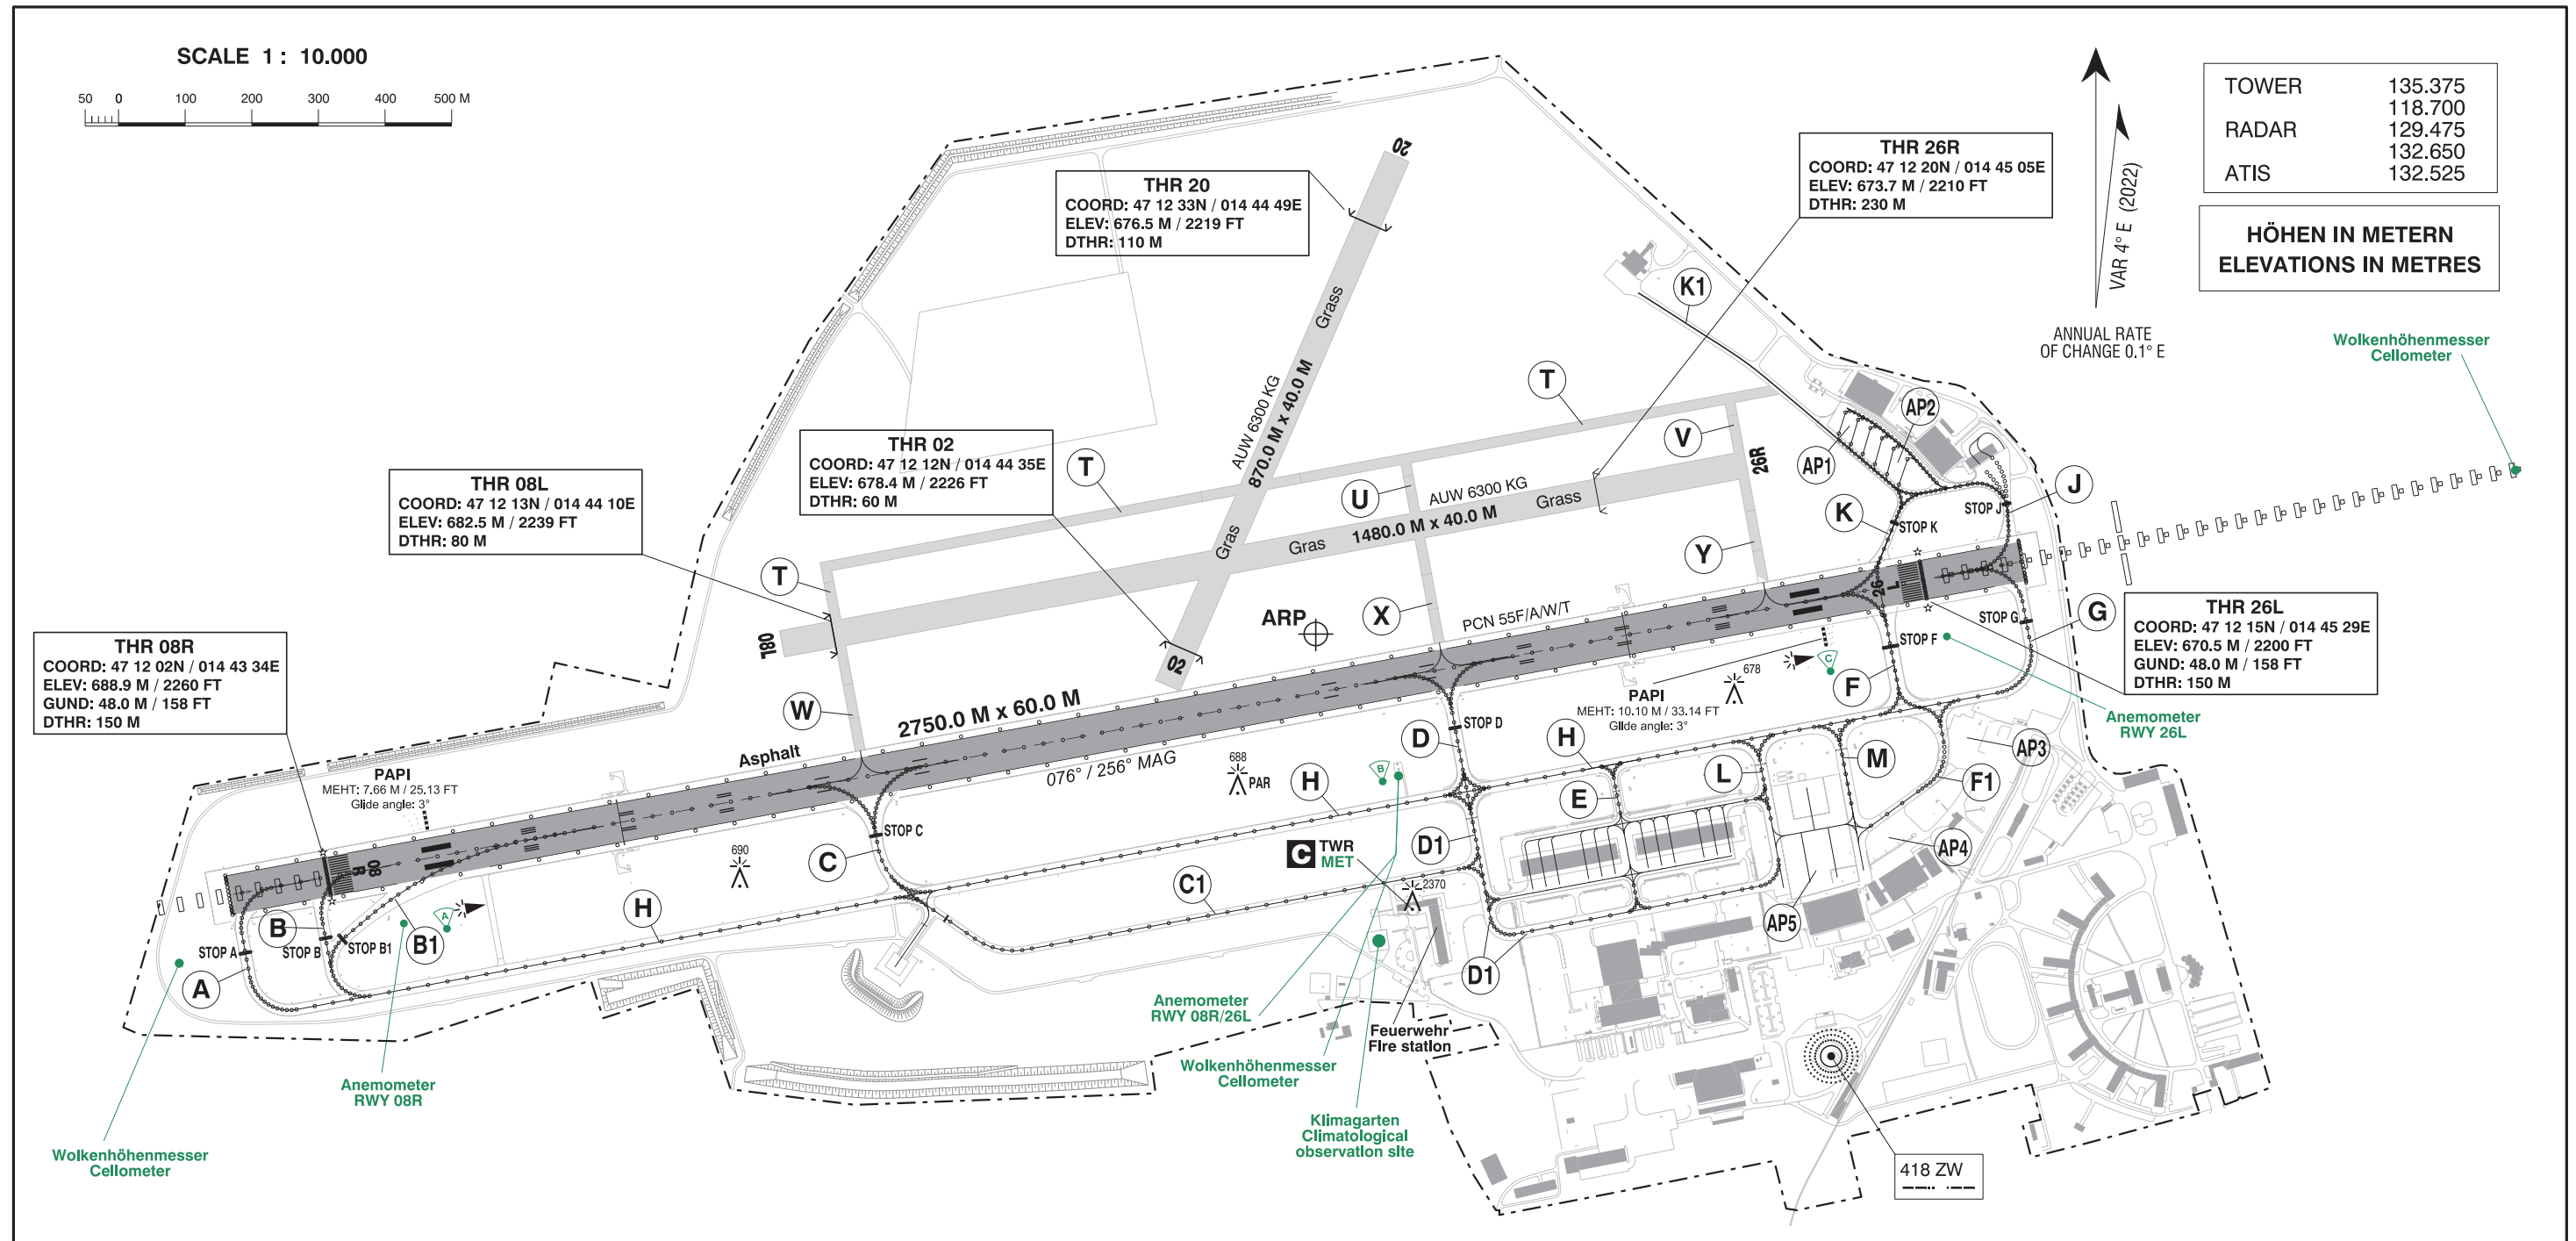 SCALE 1 : 10.000
50 0 100 200 300 400 500 M
TOWER 135.375
118.700
RADAR 129.475
132.650
ATIS 132.525
HÖHEN IN METERN
ELEVATIONS IN METRES
VAR 4° E (2022)
ANNUAL RATE
OF CHANGE 0.1° E
Wolkenhöhenmesser
Cellometer
THR 26R
COORD: 47 12 20N / 014 45 05E
ELEV: 673.7 M / 2210 FT
DTHR: 230 M
THR 20
COORD: 47 12 33N / 014 44 49E
ELEV: 676.5 M / 2219 FT
DTHR: 110 M
THR 02
COORD: 47 12 12N / 014 44 35E
ELEV: 678.4 M / 2226 FT
DTHR: 60 M
THR 08L
COORD: 47 12 13N / 014 44 10E
ELEV: 682.5 M / 2239 FT
DTHR: 80 M
THR 08R
COORD: 47 12 02N / 014 43 34E
ELEV: 688.9 M / 2260 FT
GUND: 48.0 M / 158 FT
DTHR: 150 M
THR 26L
COORD: 47 12 15N / 014 45 29E
ELEV: 670.5 M / 2200 FT
GUND: 48.0 M / 158 FT
DTHR: 150 M
20
Grass
870.0 M x 40.0 M
AUW 6300 KG
Gras
02
K1
T
T
T
V
26R
AP2
AP1
U
AUW 6300 KG
Grass
1480.0 M x 40.0 M
Gras
08L
K
STOP K
STOP J
J
Y
X
W
ARP
PCN 55F/A/W/T
26
L
STOP G
G
STOP F
F
678
C
PAPI
MEHT: 10.10 M / 33.14 FT
Glide angle: 3°
Anemometer
RWY 26L
2750.0 M x 60.0 M
Asphalt
076° / 256° MAG
STOP D
D
H
H
H
688
PAR
B
L
M
AP3
F1
E
PAPI
MEHT: 7.66 M / 25.13 FT
Glide angle: 3°
08
R
STOP C
C
690
C TWR
MET
D1
2370
AP4
AP5
C1
D1
B
STOP A
STOP B
STOP B1
B1
A
A
Anemometer
RWY 08R
Wolkenhöhenmesser
Cellometer
Anemometer
RWY 08R/26L
Wolkenhöhenmesser
Cellometer
Feuerwehr
Fire station
Klimagarten
Climatological
observation site
418 ZW